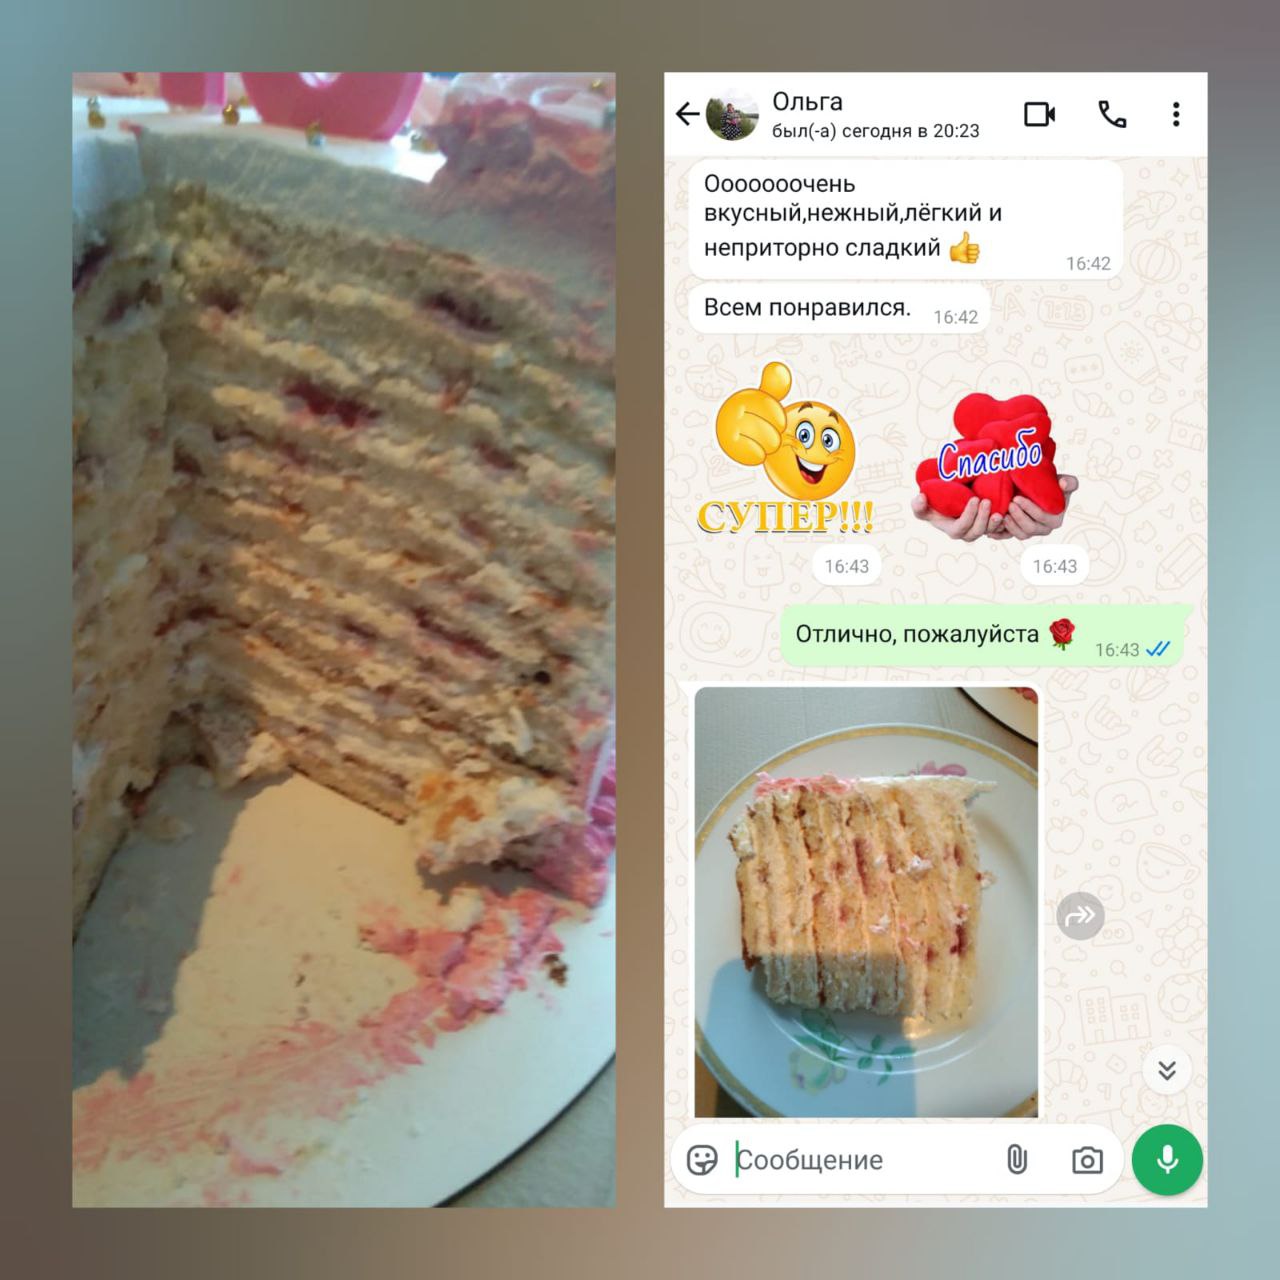 Ольга
был(-а) сегодня в 20:23
Ооооооочень
вкусный,нежный,лёгкий и
неприторно сладкий 👍
16:42
Всем понравился.
16:42
СУПЕР!!!
Спасибо
16:43
16:43
Отлично, пожалуйста 🌹
16:43
Сообщение